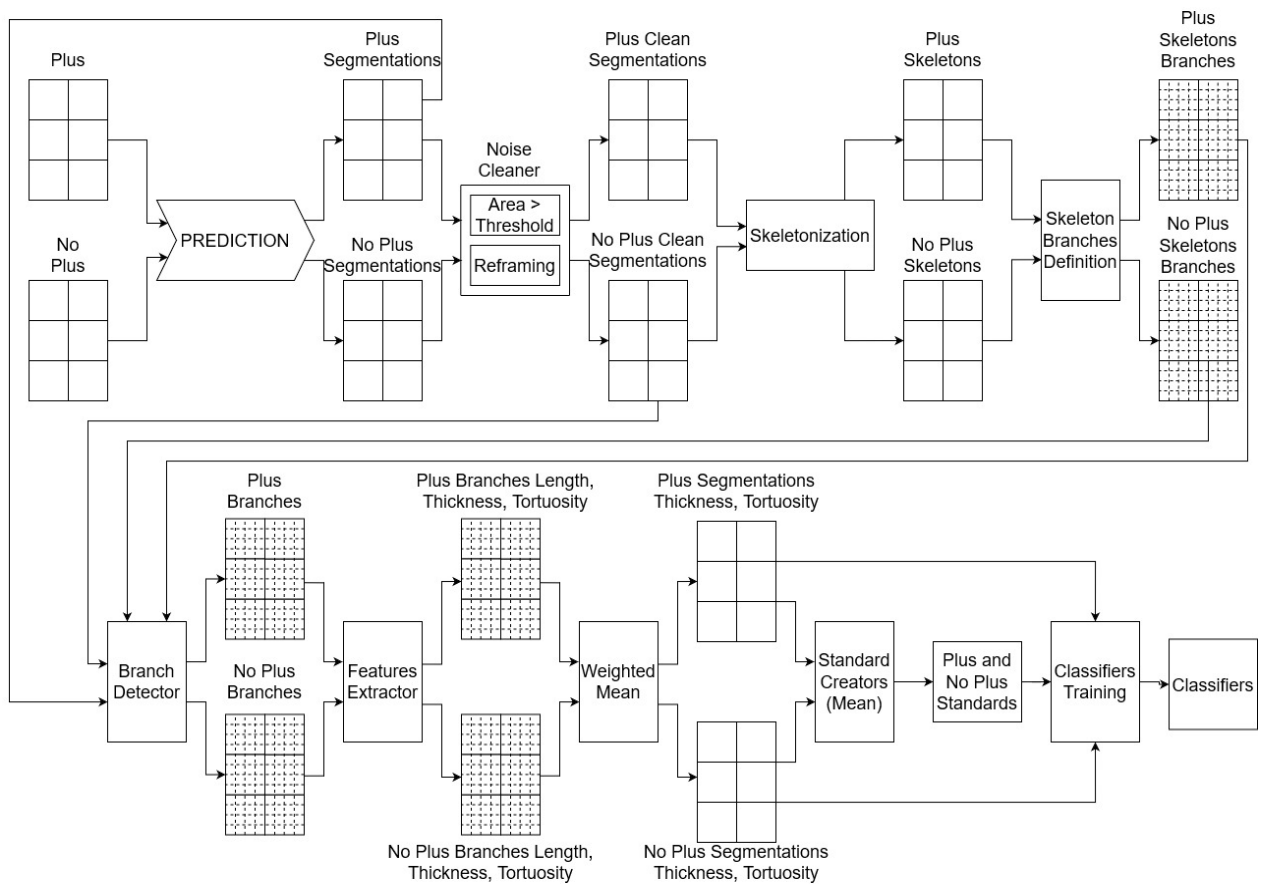 Plus
Plus
Segmentations
Plus Clean
Segmentations
Plus
Skeletons
Plus
Skeletons
Branches
Noise
Cleaner
Area >
Threshold
Reframing
PREDICTION
Skeletonization
Skeleton
Branches
Definition
No
Plus
No Plus
Segmentations
No Plus Clean
Segmentations
No Plus
Skeletons
No Plus
Skeletons
Branches
Plus
Branches
Plus Branches Length,
Thickness, Tortuosity
Plus Segmentations
Thickness, Tortuosity
Branch
Detector
No Plus
Branches
Features
Extractor
Weighted
Mean
Standard
Creators
(Mean)
Plus and
No Plus
Standards
Classifiers
Training
Classifiers
No Plus Branches Length,
Thickness, Tortuosity
No Plus Segmentations
Thickness, Tortuosity